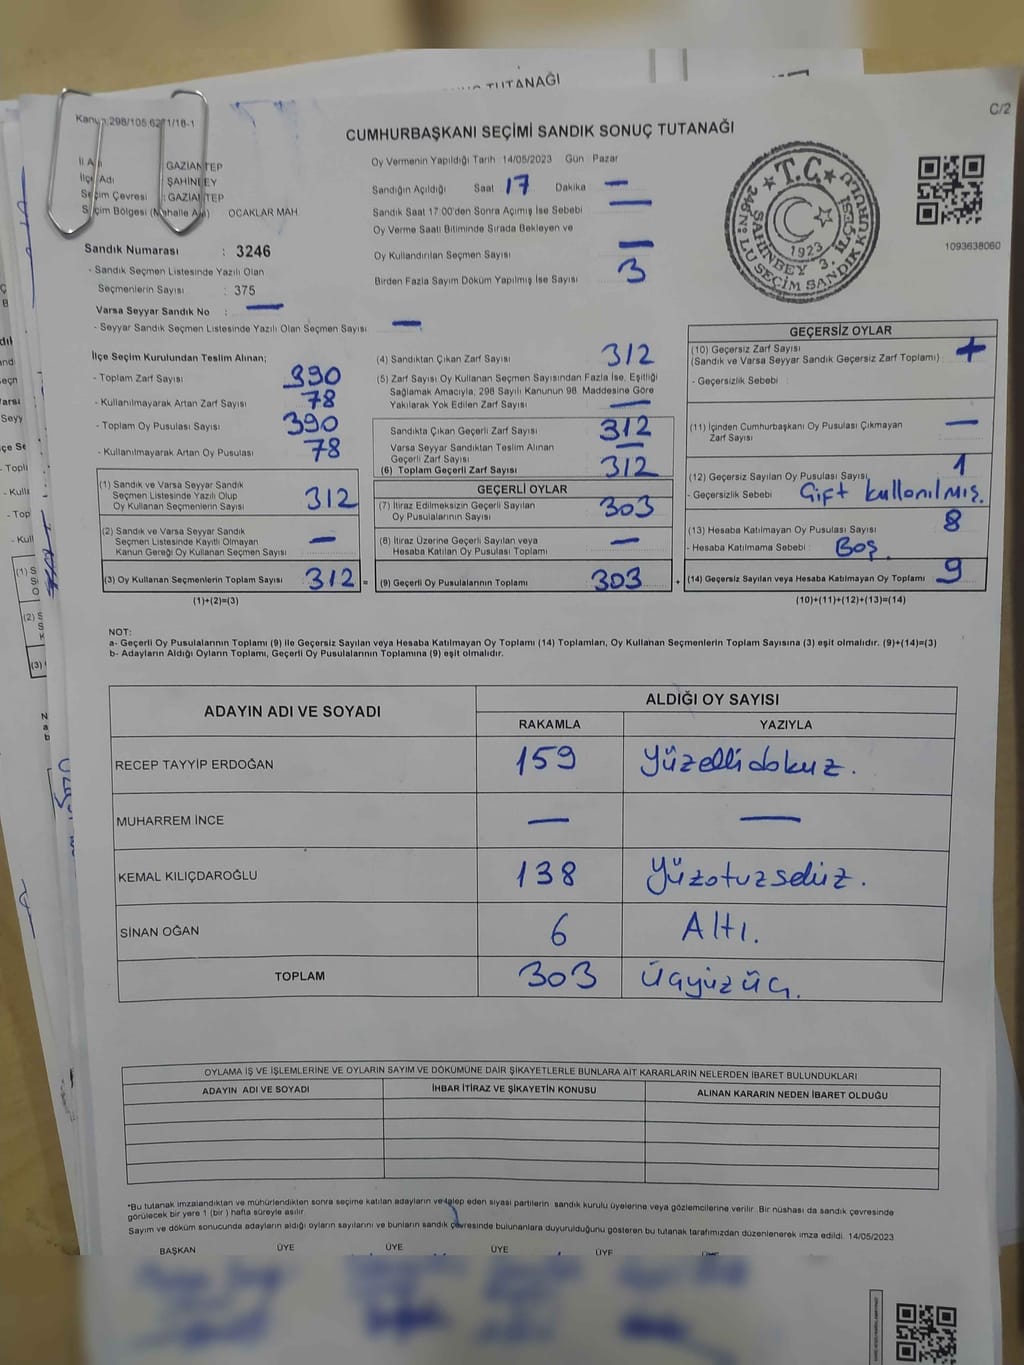 TUTANAĞI
C/2
CUMHURBAŞKANI SEÇİMİ SANDIK SONUÇ TUTANAĞI
İl Adı GAZİANTEP
İlçe Adı : ŞAHİNBEY
Seçim Çevresi : GAZİANTEP
Seçim Bölgesi (Mahalle Adı) OCAKLAR MAH
Sandık Numarası : 3246
- Sandık Seçmen Listesinde Yazılı Olan
Seçmenlerin Sayısı : 375
Varsa Seyyar Sandık No : —
- Seyyar Sandık Seçmen Listesinde Yazılı Olan Seçmen Sayısı —
Oy Vermenin Yapıldığı Tarih 14/05/2023 Gün Pazar
Sandığın Açıldığı Saat 17 Dakika —
Sandık Saat 17:00'den Sonra Açılmış İse Sebebi —
Oy Verme Saati Bitiminde Sırada Bekleyen ve
Oy Kullandırılan Seçmen Sayısı —
Birden Fazla Sayım Döküm Yapılmış İse Sayısı 3
T.C.
1923
246 NO LU SEÇİM SANDIK KURULU
ŞAHİNBEY 3. İLÇESİ
1093638060
İlçe Seçim Kurulundan Teslim Alınan;
- Toplam Zarf Sayısı 390
- Kullanılmayarak Artan Zarf Sayısı 78
- Toplam Oy Pusulası Sayısı 390
- Kullanılmayarak Artan Oy Pusulası 78
(1) Sandık ve Varsa Seyyar Sandık
Seçmen Listesinde Yazılı Olup
Oy Kullanan Seçmenlerin Sayısı 312
(2) Sandık ve Varsa Seyyar Sandık
Seçmen Listesinde Kayıtlı Olmayan
Kanun Gereği Oy Kullanan Seçmen Sayısı —
(3) Oy Kullanan Seçmenlerin Toplam Sayısı 312 =
(1)+(2)=(3)
(4) Sandıktan Çıkan Zarf Sayısı 312
(5) Zarf Sayısı Oy Kullanan Seçmen Sayısından Fazla İse, Eşitliği
Sağlamak Amacıyla, 298 Sayılı Kanunun 98. Maddesine Göre
Yakılarak Yok Edilen Zarf Sayısı —
Sandıkta Çıkan Geçerli Zarf Sayısı 312
Varsa Seyyar Sandıktan Teslim Alınan
Geçerli Zarf Sayısı —
(6) Toplam Geçerli Zarf Sayısı 312
GEÇERLİ OYLAR
(7) İtiraz Edilmeksizin Geçerli Sayılan
Oy Pusulalarının Sayısı 303
(8) İtiraz Üzerine Geçerli Sayılan veya
Hesaba Katılan Oy Pusulası Toplamı —
(9) Geçerli Oy Pusulalarının Toplamı 303 +
GEÇERSİZ OYLAR
(10) Geçersiz Zarf Sayısı
(Sandık ve Varsa Seyyar Sandık Geçersiz Zarf Toplamı) :
- Geçersizlik Sebebi :
(11) İçinden Cumhurbaşkanı Oy Pusulası Çıkmayan
Zarf Sayısı —
(12) Geçersiz Sayılan Oy Pusulası Sayısı 1
- Geçersizlik Sebebi Çift kullanılmış.
(13) Hesaba Katılmayan Oy Pusulası Sayısı 8
- Hesaba Katılmama Sebebi : Boş
(14) Geçersiz Sayılan veya Hesaba Katılmayan Oy Toplamı 9
(10)+(11)+(12)+(13)=(14)
NOT:
a- Geçerli Oy Pusulalarının Toplamı (9) ile Geçersiz Sayılan veya Hesaba Katılmayan Oy Toplamı (14) Toplamları, Oy Kullanan Seçmenlerin Toplam Sayısına (3) eşit olmalıdır. (9)+(14)=(3)
b- Adayların Aldığı Oyların Toplamı, Geçerli Oy Pusulalarının Toplamına (9) eşit olmalıdır.
ADAYIN ADI VE SOYADI ALDIĞI OY SAYISI
RAKAMLA YAZIYLA
RECEP TAYYİP ERDOĞAN 159 Yüzellidokuz.
MUHARREM İNCE — —
KEMAL KILIÇDAROĞLU 138 Yüzotuzsekiz.
SİNAN OĞAN 6 Altı.
TOPLAM 303 Üçyüzüç.
OYLAMA İŞ VE İŞLEMLERİNE VE OYLARIN SAYIM VE DÖKÜMÜNE DAİR ŞİKAYETLERLE BUNLARA AİT KARARLARIN NELERDEN İBARET BULUNDUKLARI
ADAYIN ADI VE SOYADI İHBAR İTİRAZ VE ŞİKAYETİN KONUSU ALINAN KARARIN NEDEN İBARET OLDUĞU
*Bu tutanak imzalandıktan ve mühürlendikten sonra seçime katılan adayların ve talep eden siyasi partilerin sandık kurulu üyelerine veya gözlemcilerine verilir. Bir nüshası da sandık çevresinde
görülecek bir yere 1 (bir) hafta süreyle asılır.
Sayım ve döküm sonucunda adayların aldığı oyların sayılarını ve bunların sandık çevresinde bulunanlara duyurulduğunu gösteren bu tutanak tarafımızdan düzenlenerek imza edildi. 14/05/2023
BAŞKAN ÜYE ÜYE ÜYE ÜYE